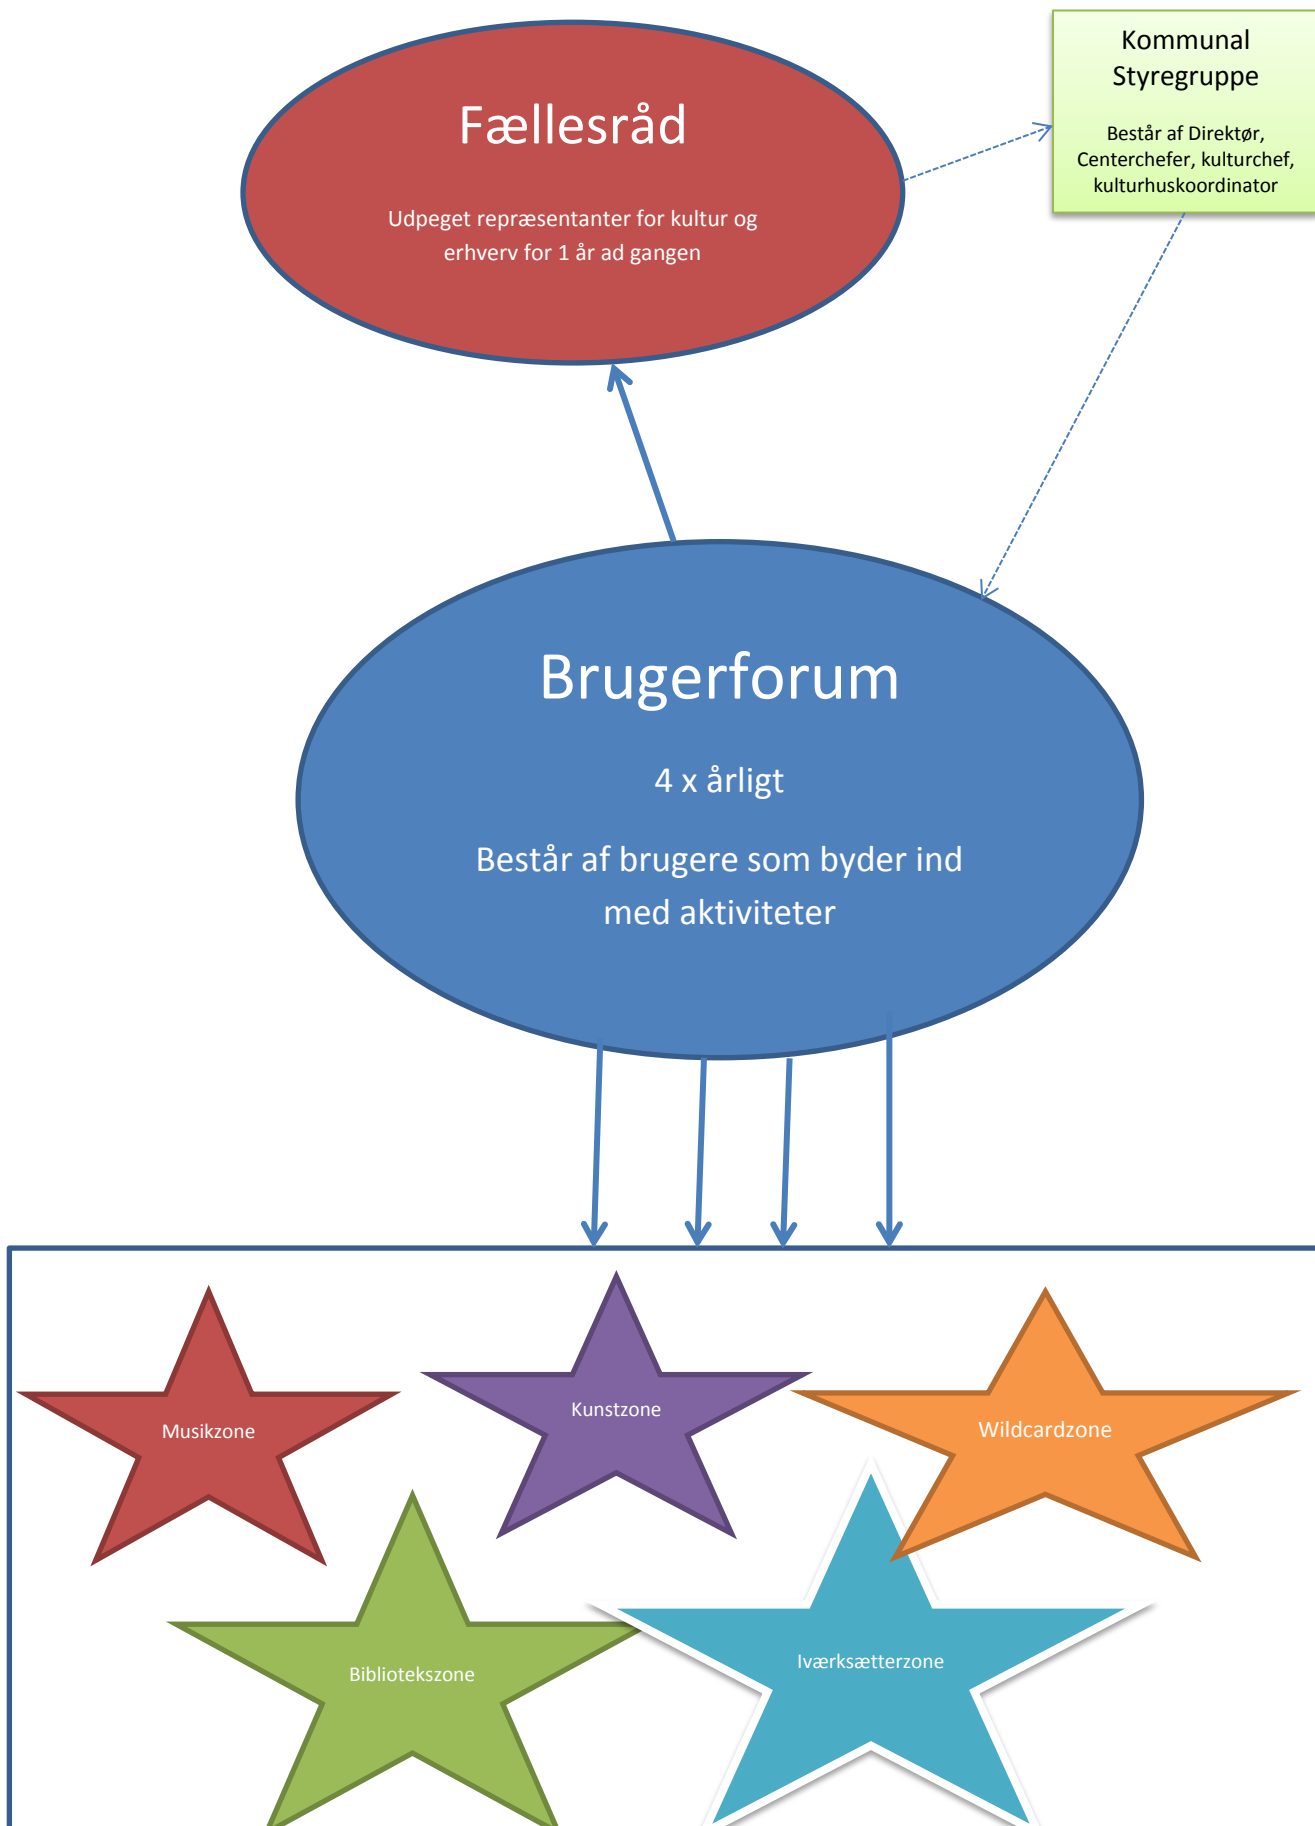 Fællesråd
Udpeget repræsentanter for kultur og
erhverv for 1 år ad gangen
Kommunal
Styregruppe
Består af Direktør,
Centerchefer, kulturchef,
kulturhuskoordinator
Brugerforum
4 x årligt
Består af brugere som byder ind
med aktiviteter
Musikzone
Kunstzone
Wildcardzone
Bibliotekszone
Iværksætterzone